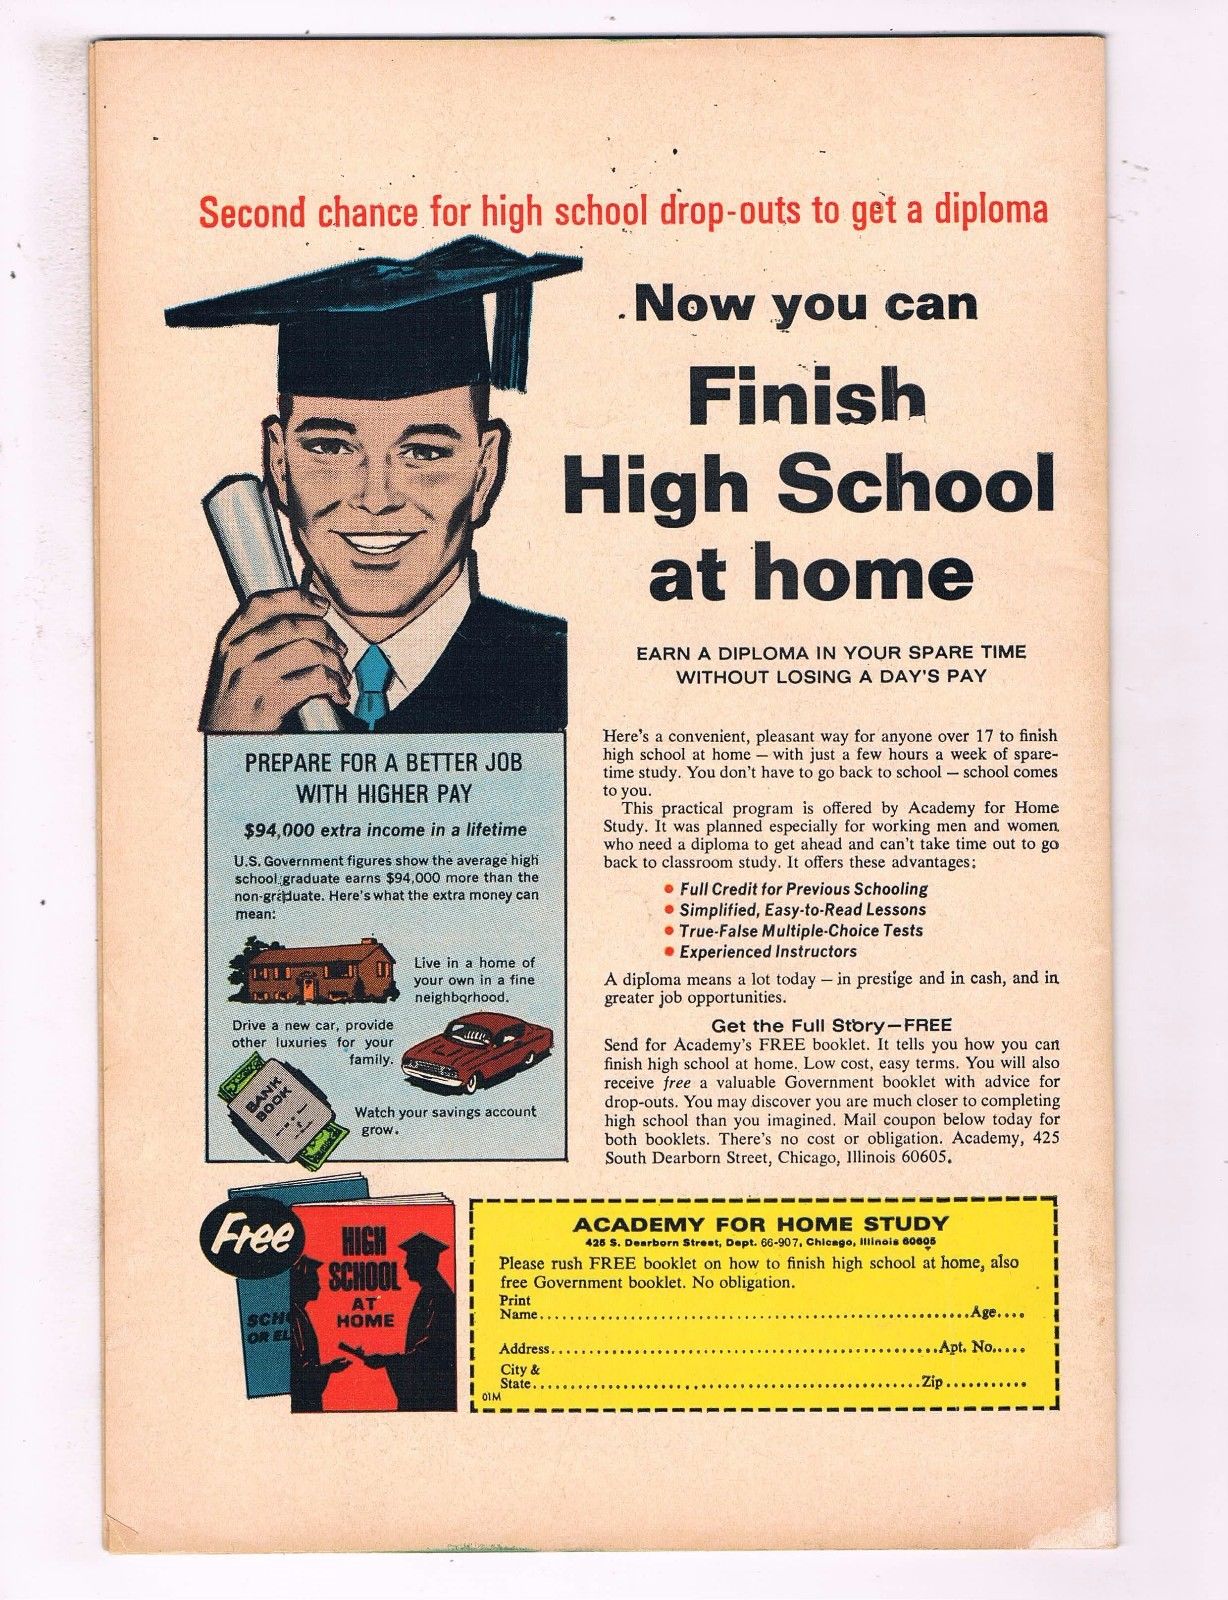 Second chance for high school drop-outs to get a diploma
Now you can
Finish
High School
at home
EARN A DIPLOMA IN YOUR SPARE TIME
WITHOUT LOSING A DAY'S PAY
Here's a convenient, pleasant way for anyone over 17 to finish
high school at home — with just a few hours a week of spare-
time study. You don't have to go back to school — school comes
to you.
This practical program is offered by Academy for Home
Study. It was planned especially for working men and women
who need a diploma to get ahead and can't take time out to go
back to classroom study. It offers these advantages:
• Full Credit for Previous Schooling
• Simplified, Easy-to-Read Lessons
• True-False Multiple-Choice Tests
• Experienced Instructors
A diploma means a lot today — in prestige and in cash, and in
greater job opportunities.
Get the Full Story—FREE
Send for Academy's FREE booklet. It tells you how you can
finish high school at home. Low cost, easy terms. You will also
receive free a valuable Government booklet with advice for
drop-outs. You may discover you are much closer to completing
high school than you imagined. Mail coupon below today for
both booklets. There's no cost or obligation. Academy, 425
South Dearborn Street, Chicago, Illinois 60605.
PREPARE FOR A BETTER JOB
WITH HIGHER PAY
$94,000 extra income in a lifetime
U.S. Government figures show the average high
school graduate earns $94,000 more than the
non-graduate. Here's what the extra money can
mean:
Live in a home of
your own in a fine
neighborhood.
Drive a new car, provide
other luxuries for your
family.
BANK
BOOK
Watch your savings account
grow.
Free
HIGH
SCHOOL
AT
HOME
SCHO
OR EL
ACADEMY FOR HOME STUDY
425 S. Dearborn Street, Dept. 66-907, Chicago, Illinois 60605
Please rush FREE booklet on how to finish high school at home, also
free Government booklet. No obligation.
Print
Name..........Age....
Address..........Apt. No.....
City &
State..........Zip..........
01M